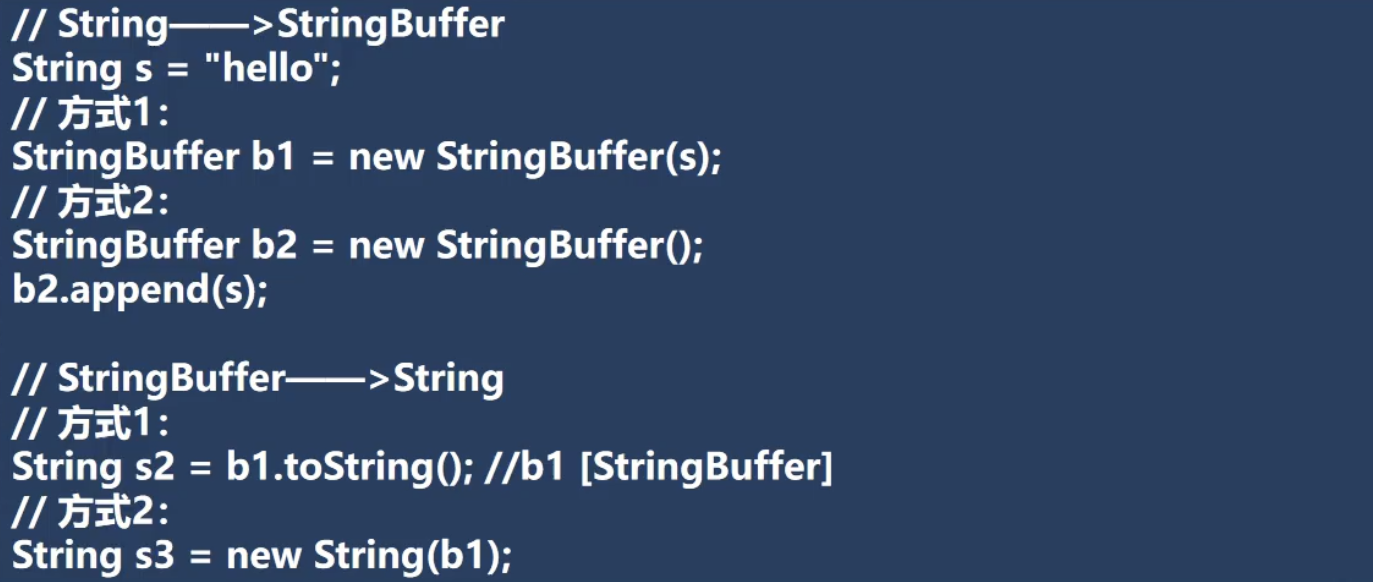 // String——>StringBuffer
String s = "hello";
// 方式1：
StringBuffer b1 = new StringBuffer(s);
// 方式2：
StringBuffer b2 = new StringBuffer();
b2.append(s);
// StringBuffer——>String
// 方式1：
String s2 = b1.toString(); //b1 [StringBuffer]
// 方式2：
String s3 = new String(b1);